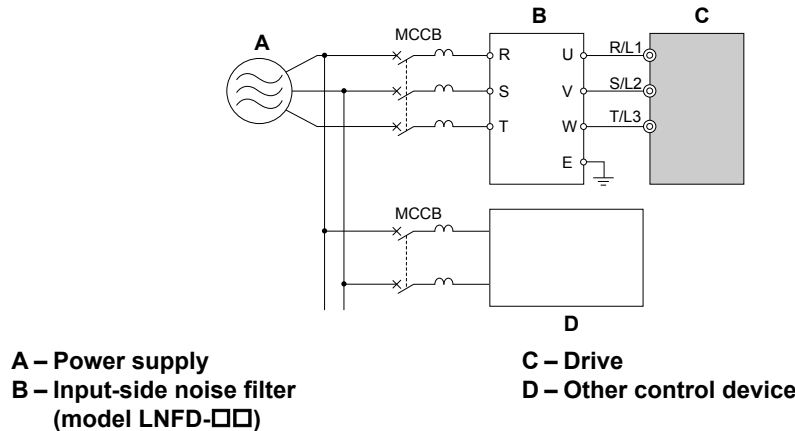 A
B
C
MCCB
R
U
R/L1
S
V
S/L2
T
W
T/L3
E
MCCB
D
A – Power supply
B – Input-side noise filter
(model LNFD-□□)
C – Drive
D – Other control device